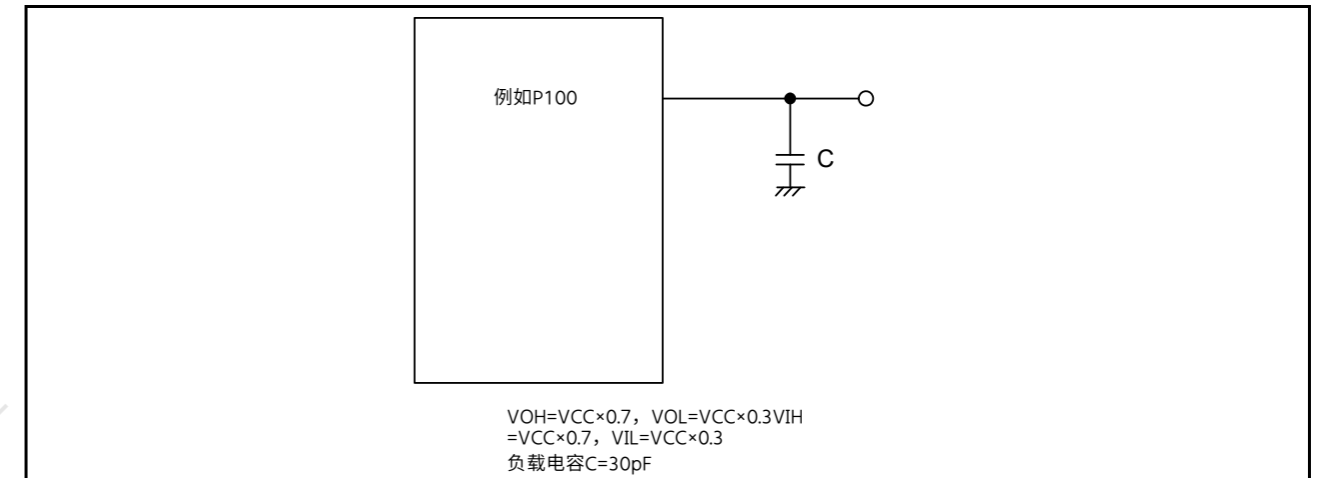 例如P100
C
VOH=VCC×0.7，VOL=VCC×0.3VIH
=VCC×0.7，VIL=VCC×0.3
负载电容C=30pF